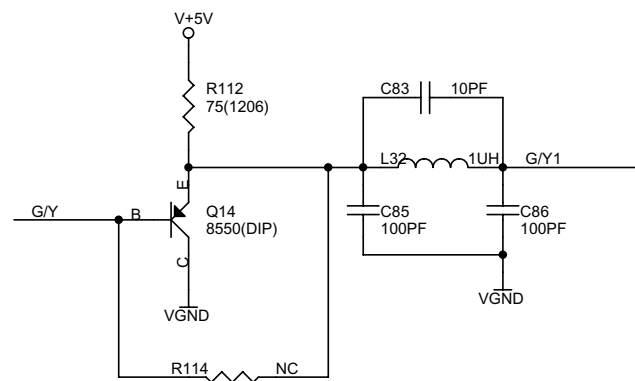 V+5V
R112
75(1206)
C83 10PF
L32 1UH G/Y1
E
G/Y B Q14
8550(DIP)
C85
100PF
C86
100PF
C
VGND
VGND
R114 NC